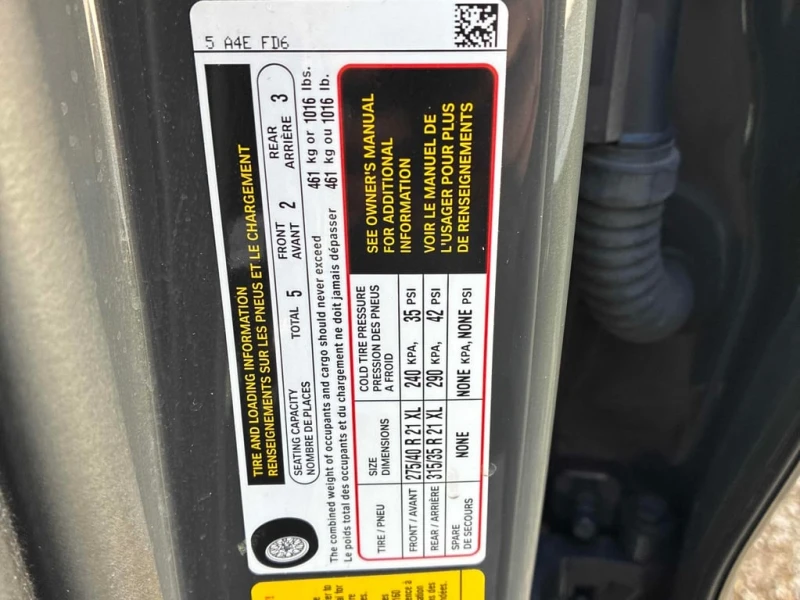 5 A4E FD6
TIRE AND LOADING INFORMATION
RENSEIGNEMENTS SUR LES PNEUS ET LE CHARGEMENT
SEATING CAPACITY
NOMBRE DE PLACES
TOTAL 5
FRONT
AVANT 2
REAR
ARRIÈRE 3
The combined weight of occupants and cargo should never exceed 461 kg or 1016 lbs.
Le poids total des occupants et du chargement ne doit jamais dépasser 461 kg ou 1016 lb.
TIRE / PNEU
SIZE
DIMENSIONS
COLD TIRE PRESSURE
PRESSION DES PNEUS
A FROID
FRONT / AVANT 275/40 R 21 XL 240 KPA, 35 PSI
REAR / ARRIÈRE 315/35 R 21 XL 290 KPA, 42 PSI
SPARE
DE SECOURS
NONE NONE KPA, NONE PSI
SEE OWNER'S MANUAL
FOR ADDITIONAL
INFORMATION
VOIR LE MANUEL DE
L'USAGER POUR PLUS
DE RENSEIGNEMENTS